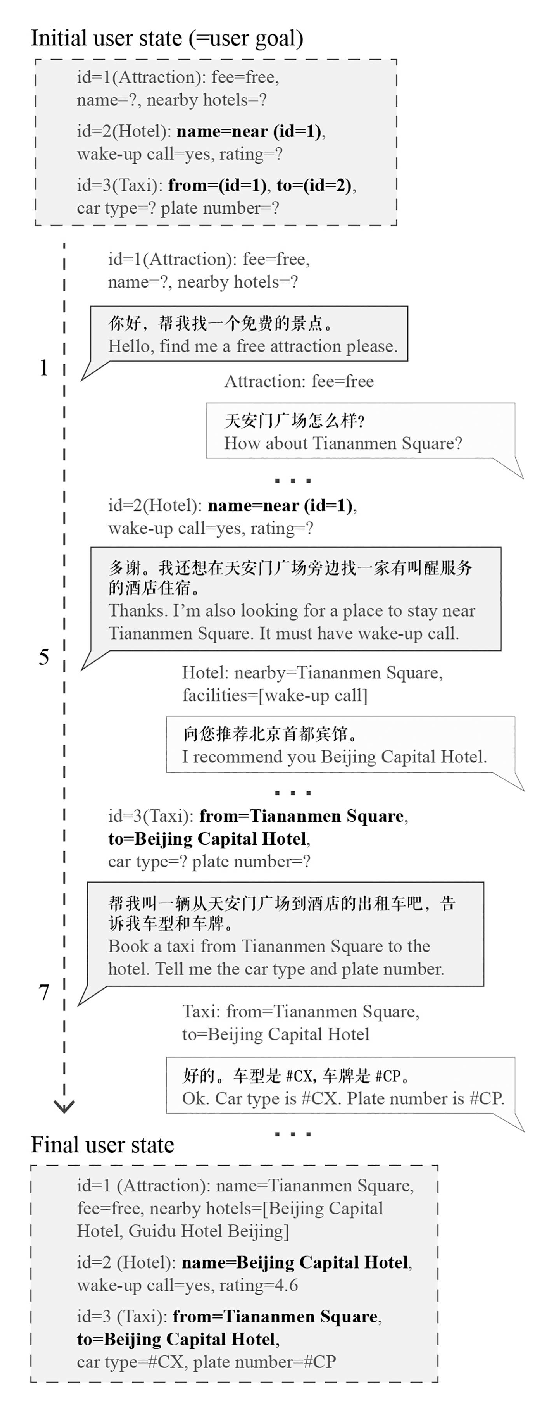 Initial user state (=user goal)
id=1(Attraction): fee=free,
name=?, nearby hotels=?
id=2(Hotel): name=near (id=1),
wake-up call=yes, rating=?
id=3(Taxi): from=(id=1), to=(id=2),
car type=? plate number=?
id=1(Attraction): fee=free,
name=?, nearby hotels=?
1
你好，帮我找一个免费的景点。
Hello, find me a free attraction please.
Attraction: fee=free
天安门广场怎么样?
How about Tiananmen Square?
...
id=2(Hotel): name=near (id=1),
wake-up call=yes, rating=?
5
多谢。我还想在天安门广场旁边找一家有叫醒服务
的酒店住宿。
Thanks. I’m also looking for a place to stay near
Tiananmen Square. It must have wake-up call.
Hotel: nearby=Tiananmen Square,
facilities=[wake-up call]
向您推荐北京首都宾馆。
I recommend you Beijing Capital Hotel.
...
id=3(Taxi): from=Tiananmen Square,
to=Beijing Capital Hotel,
car type=? plate number=?
7
帮我叫一辆从天安门广场到酒店的出租车吧，告
诉我车型和车牌。
Book a taxi from Tiananmen Square to the
hotel. Tell me the car type and plate number.
Taxi: from=Tiananmen Square,
to=Beijing Capital Hotel
好的。车型是 #CX, 车牌是 #CP。
Ok. Car type is #CX. Plate number is #CP.
...
Final user state
id=1 (Attraction): name=Tiananmen Square,
fee=free, nearby hotels=[Beijing Capital
Hotel, Guidu Hotel Beijing]
id=2 (Hotel): name=Beijing Capital Hotel,
wake-up call=yes, rating=4.6
id=3 (Taxi): from=Tiananmen Square,
to=Beijing Capital Hotel,
car type=#CX, plate number=#CP